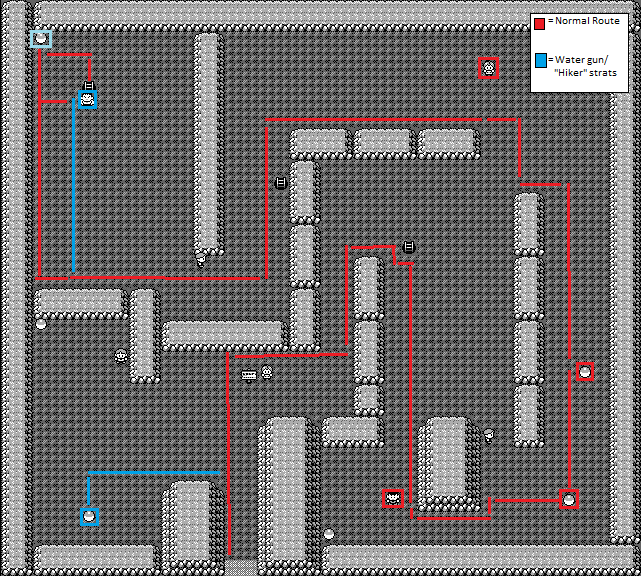 = Normal Route
= Water gun/
"Hiker" strats